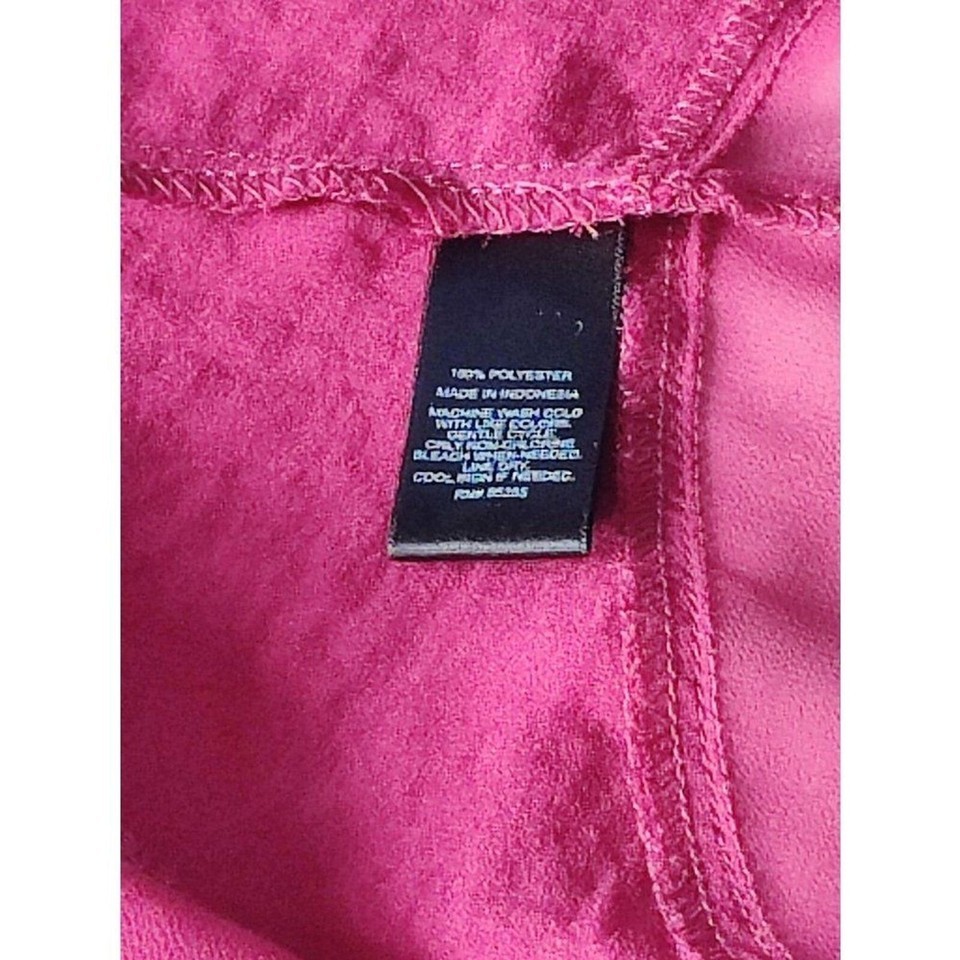 100% POLYESTER
MADE IN INDONESIA
MACHINE WASH COLD
WITH LIKE COLORS.
GENTLE CYCLE.
ONLY NON-CHLORINE
BLEACH WHEN NEEDED.
LINE DRY.
COOL IRON IF NEEDED.